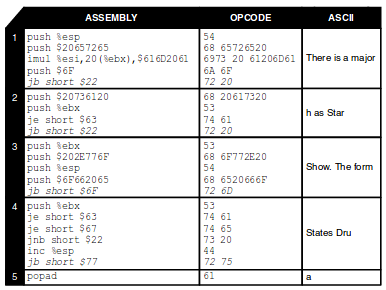 ASSEMBLY OPCODE ASCII
1 push %esp 54
push $20657265 68 65726520
imul %esi,20(%ebx),$616D2061 6973 20 61206D61 There is a major
push $6F 6A 6F
jb short $22 72 20
2 push $20736120 68 20617320
push %ebx 53 h as Star
je short $63 74 61
jb short $22 72 20
3 push %ebx 53
push $202E776F 68 6F772E20
push %esp 54 Show. The form
push $6F662065 68 6520666F
jb short $6F 72 6D
4 push %ebx 53
je short $63 74 61
je short $67 74 65
jnb short $22 73 20 States Dru
inc %esp 44
jb short $77 72 75
5 popad 61 a